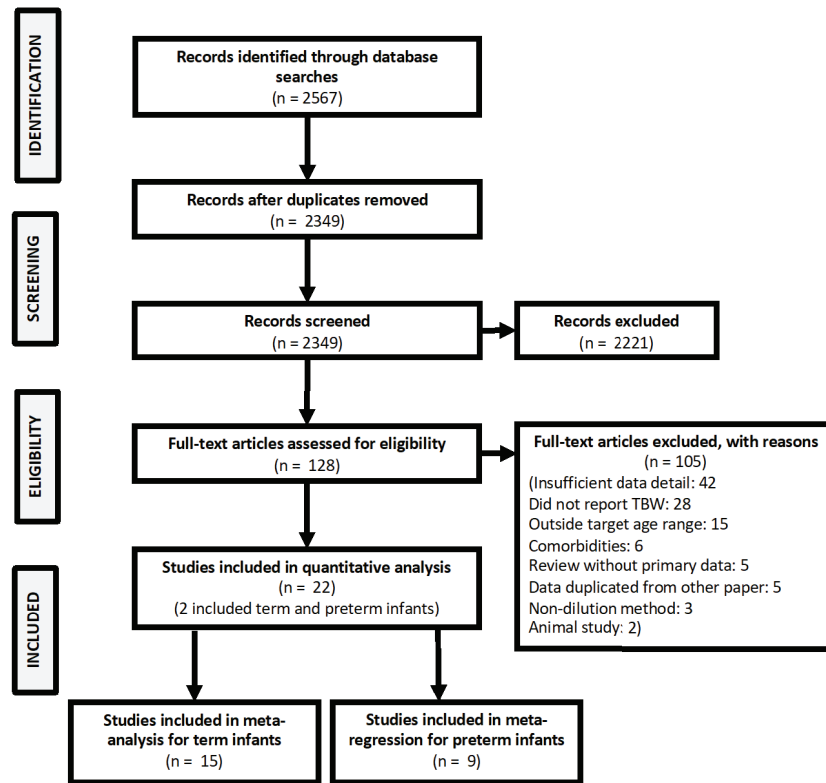 IDENTIFICATION
Records identified through database
searches
(n = 2567)
Records after duplicates removed
(n = 2349)
SCREENING
Records screened
(n = 2349)
Records excluded
(n = 2221)
ELIGIBILITY
Full-text articles assessed for eligibility
(n = 128)
Full-text articles excluded, with reasons
(n = 105)
(Insufficient data detail: 42
Did not report TBW: 28
Outside target age range: 15
Comorbidities: 6
Review without primary data: 5
Data duplicated from other paper: 5
Non-dilution method: 3
Animal study: 2)
INCLUDED
Studies included in quantitative analysis
(n = 22)
(2 included term and preterm infants)
Studies included in meta-
analysis for term infants
(n = 15)
Studies included in meta-
regression for preterm infants
(n = 9)